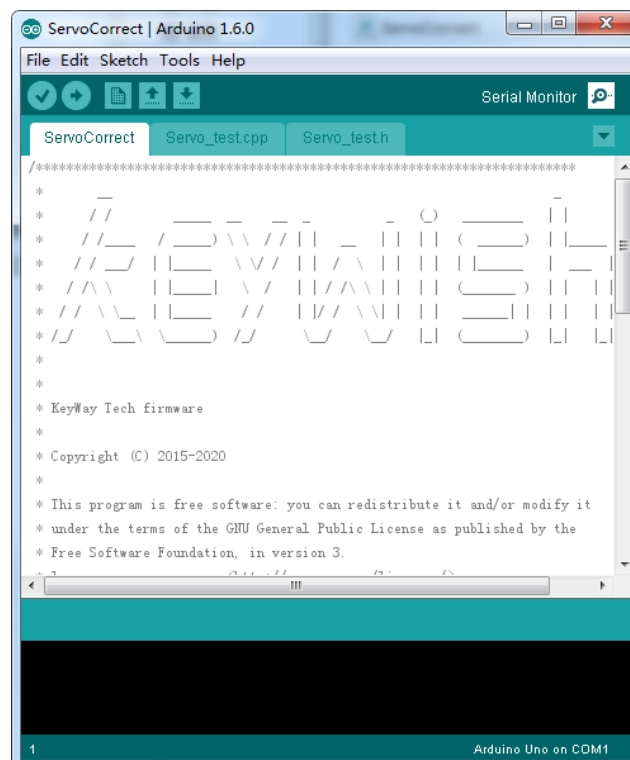 ServoCorrect | Arduino 1.6.0
File Edit Sketch Tools Help
Serial Monitor
ServoCorrect Servo_test.cpp Servo_test.h
/***********************************************************************
*
* keywish
*
*
* KeyWay Tech firmware
*
* Copyright (C) 2015-2020
*
* This program is free software: you can redistribute it and/or modify it
* under the terms of the GNU General Public License as published by the
* Free Software Foundation, in version 3.
1
Arduino Uno on COM1